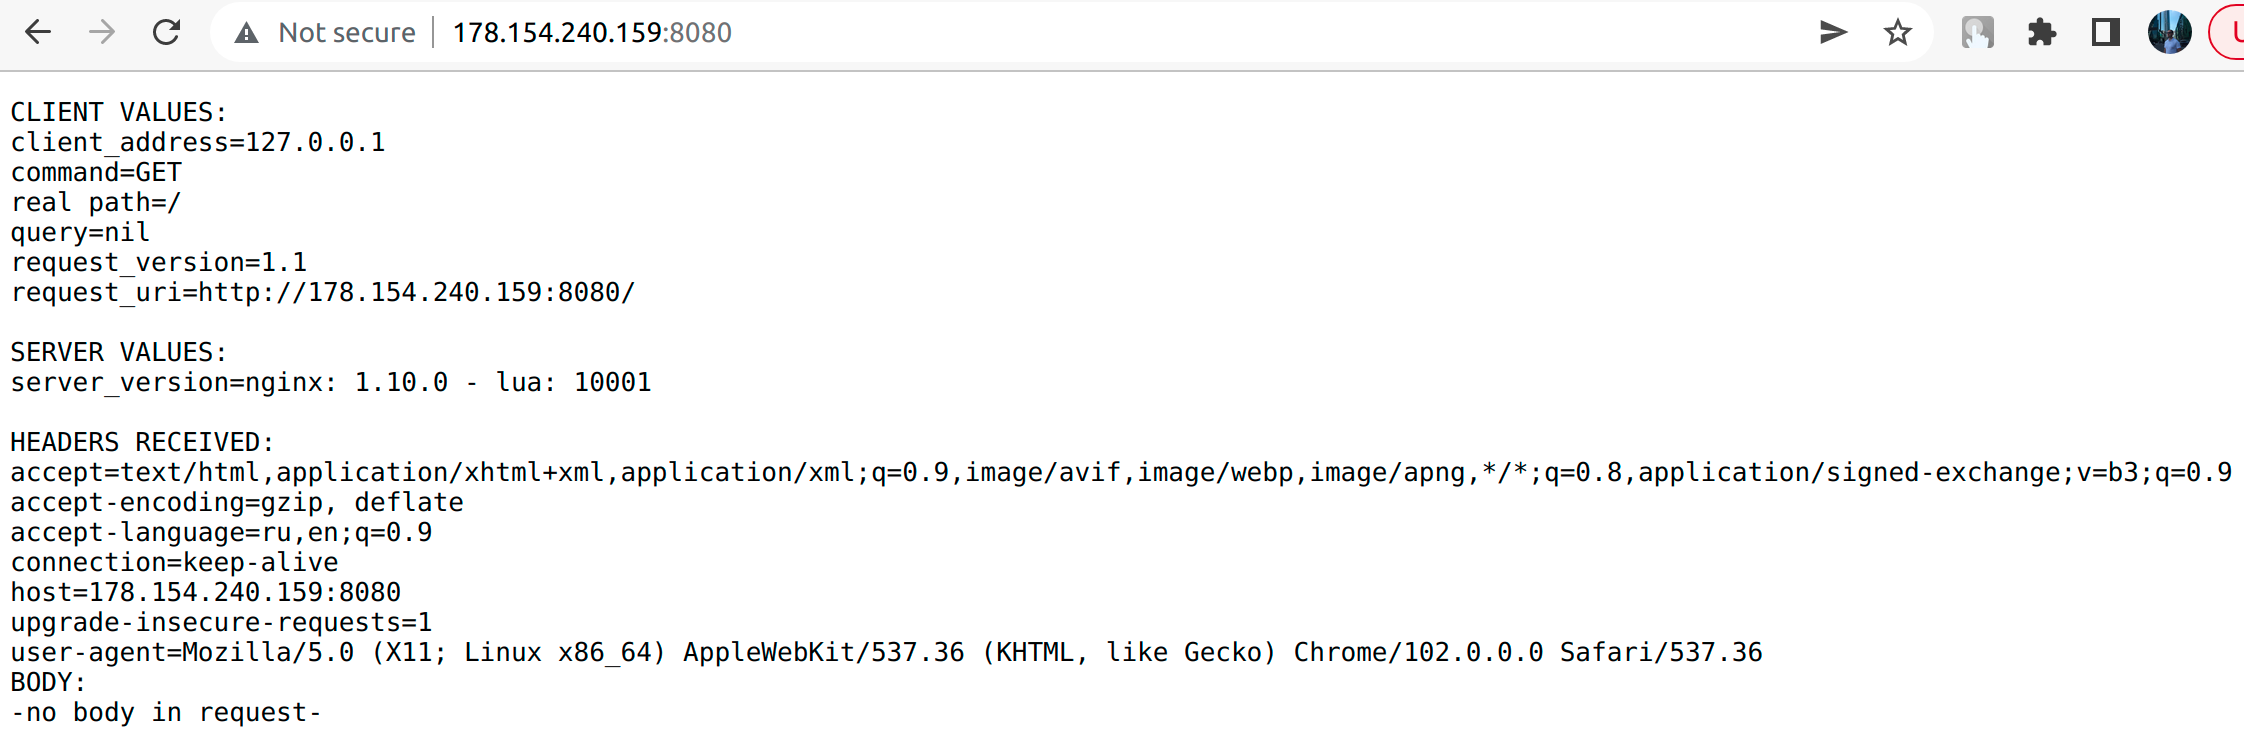 Not secure 178.154.240.159:8080
CLIENT VALUES:
client_address=127.0.0.1
command=GET
real path=/
query=nil
request_version=1.1
request_uri=http://178.154.240.159:8080/
SERVER VALUES:
server_version=nginx: 1.10.0 - lua: 10001
HEADERS RECEIVED:
accept=text/html,application/xhtml+xml,application/xml;q=0.9,image/avif,image/webp,image/apng,*/*;q=0.8,application/signed-exchange;v=b3;q=0.9
accept-encoding=gzip, deflate
accept-language=ru,en;q=0.9
connection=keep-alive
host=178.154.240.159:8080
upgrade-insecure-requests=1
user-agent=Mozilla/5.0 (X11; Linux x86_64) AppleWebKit/537.36 (KHTML, like Gecko) Chrome/102.0.0.0 Safari/537.36
BODY:
-no body in request-